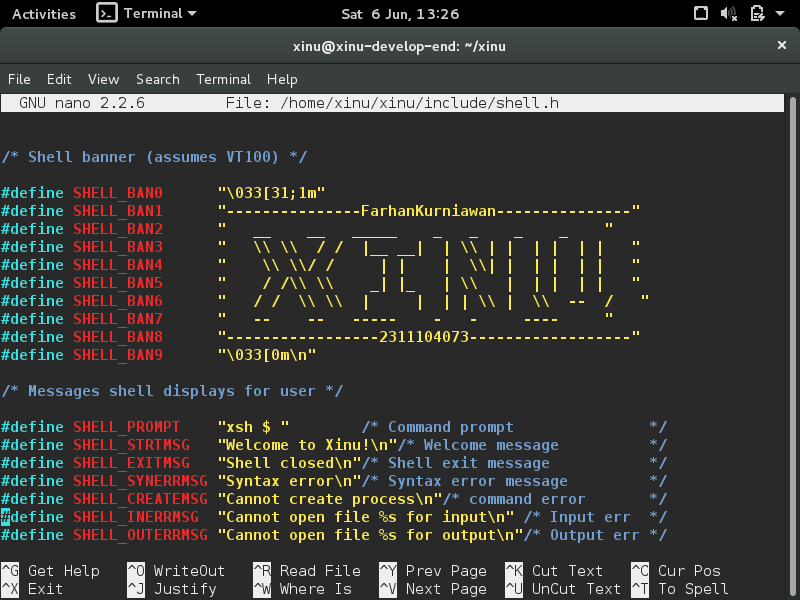 Activities Terminal Sat 6 Jun, 13:26
xinu@xinu-develop-end: ~/xinu
File Edit View Search Terminal Help
GNU nano 2.2.6 File: /home/xinu/xinu/include/shell.h
/* Shell banner (assumes VT100) */
#define SHELL_BAN0      "\033[31;1m"
#define SHELL_BAN1      "---------------FarhanKurniawan---------------"
#define SHELL_BAN2      "   __    __   _____    _   _    _    _    "
#define SHELL_BAN3      "   \\ \\  / /  |__ __|  | \\ | |  | |  | |   "
#define SHELL_BAN4      "    \\ \\/ /     | |    |  \\| |  | |  | |   "
#define SHELL_BAN5      "    / /\\ \\    _| |_   | \\   |  | |  | |   "
#define SHELL_BAN6      "   / /  \\ \\  |     |  | | \\ |  \\  --  /   "
#define SHELL_BAN7      "   --    --   -----    -   -     ----     "
#define SHELL_BAN8      "-----------------2311104073------------------"
#define SHELL_BAN9      "\033[0m\n"
/* Messages shell displays for user */
#define SHELL_PROMPT    "xsh $ "        /* Command prompt               */
#define SHELL_STRTMSG   "Welcome to Xinu!\n"/* Welcome message          */
#define SHELL_EXITMSG   "Shell closed\n"/* Shell exit message           */
#define SHELL_SYNERRMSG "Syntax error\n"/* Syntax error message         */
#define SHELL_CREATEMSG "Cannot create process\n"/* command error       */
#define SHELL_INERRMSG  "Cannot open file %s for input\n" /* Input err  */
#define SHELL_OUTERRMSG "Cannot open file %s for output\n"/* Output err */
^G Get Help ^O WriteOut ^R Read File ^Y Prev Page ^K Cut Text ^C Cur Pos
^X Exit ^J Justify ^W Where Is ^V Next Page ^U UnCut Text ^T To Spell